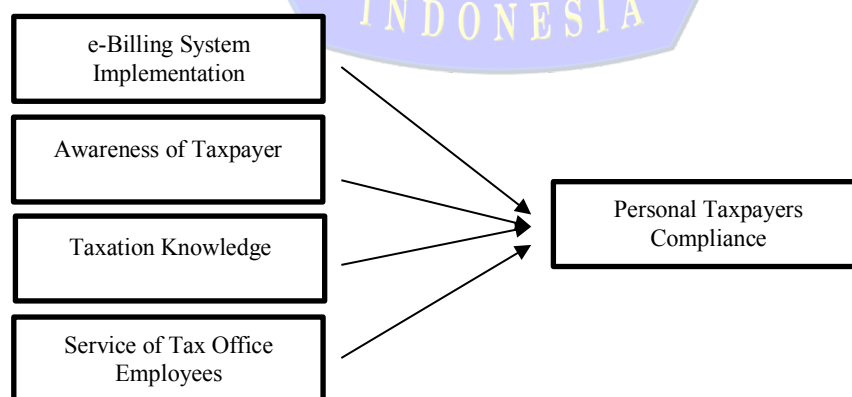 INDONESIA
e-Billing System
Implementation
Awareness of Taxpayer
Taxation Knowledge
Service of Tax Office
Employees
Personal Taxpayers
Compliance